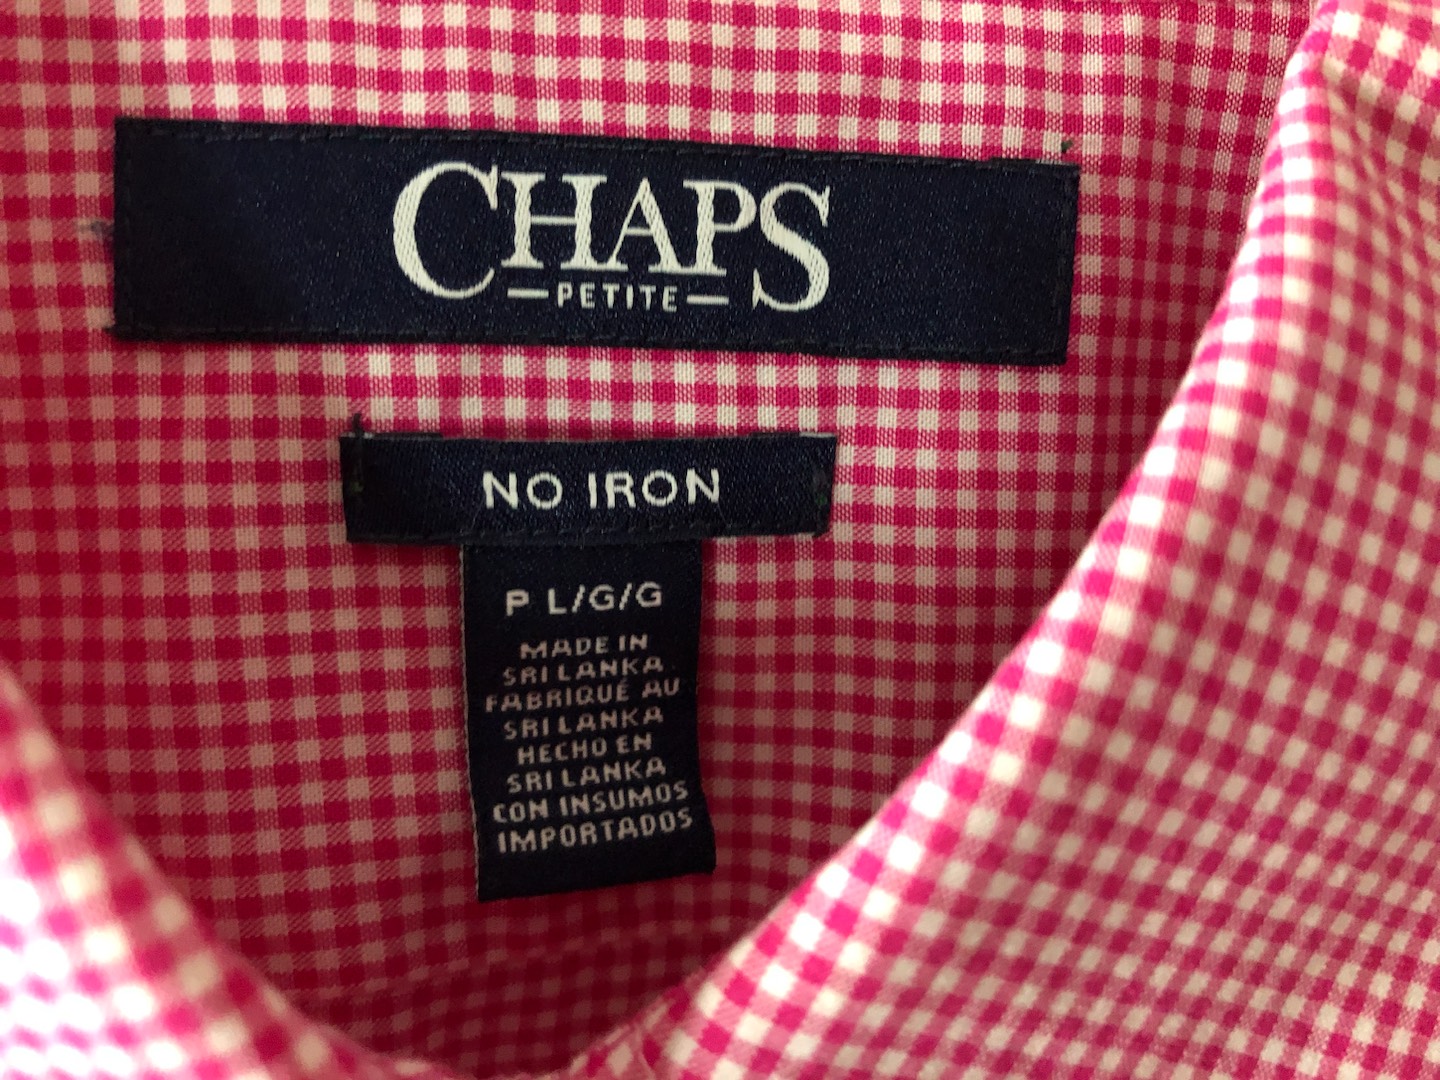 CHAPS
PETITE
NO IRON
P L/G/G
MADE IN
SRI LANKA
FABRIQUÉ AU
SRI LANKA
HECHO EN
SRI LANKA
CON INSUMOS
IMPORTADOS